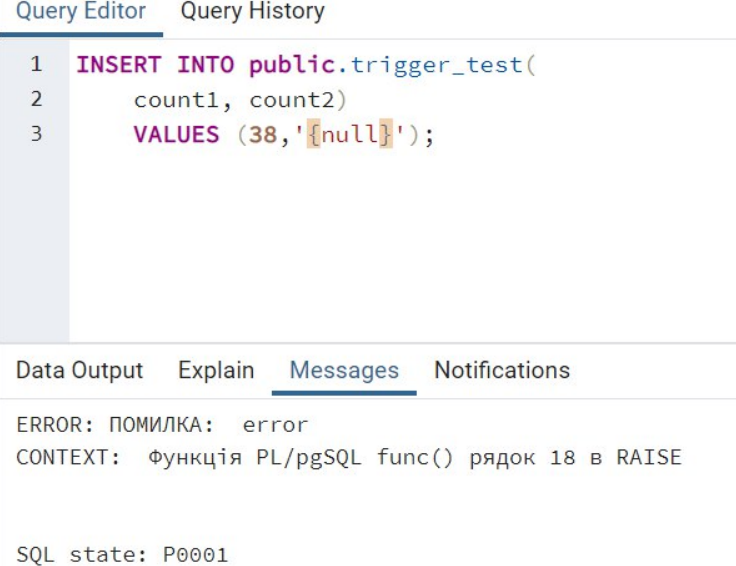 Query Editor Query History
1 INSERT INTO public.trigger_test(
2 count1, count2)
3 VALUES (38,'{null}');
Data Output Explain Messages Notifications
ERROR: ПОМИЛКА: error
CONTEXT: Функція PL/pgSQL func() рядок 18 в RAISE
SQL state: P0001